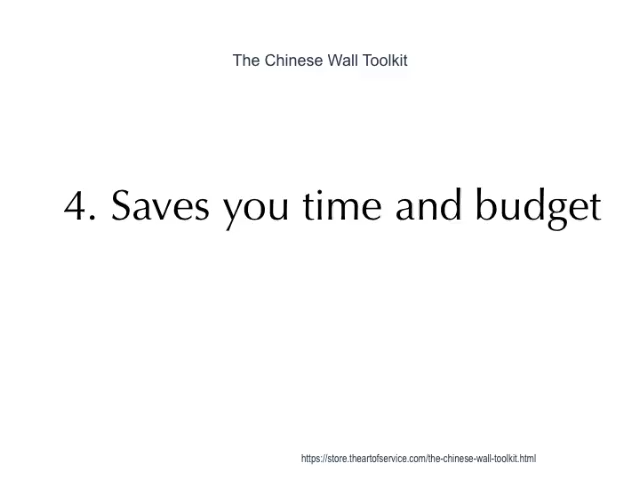 The Chinese Wall Toolkit
4. Saves you time and budget
https://store.theartofservice.com/the-chinese-wall-toolkit.html